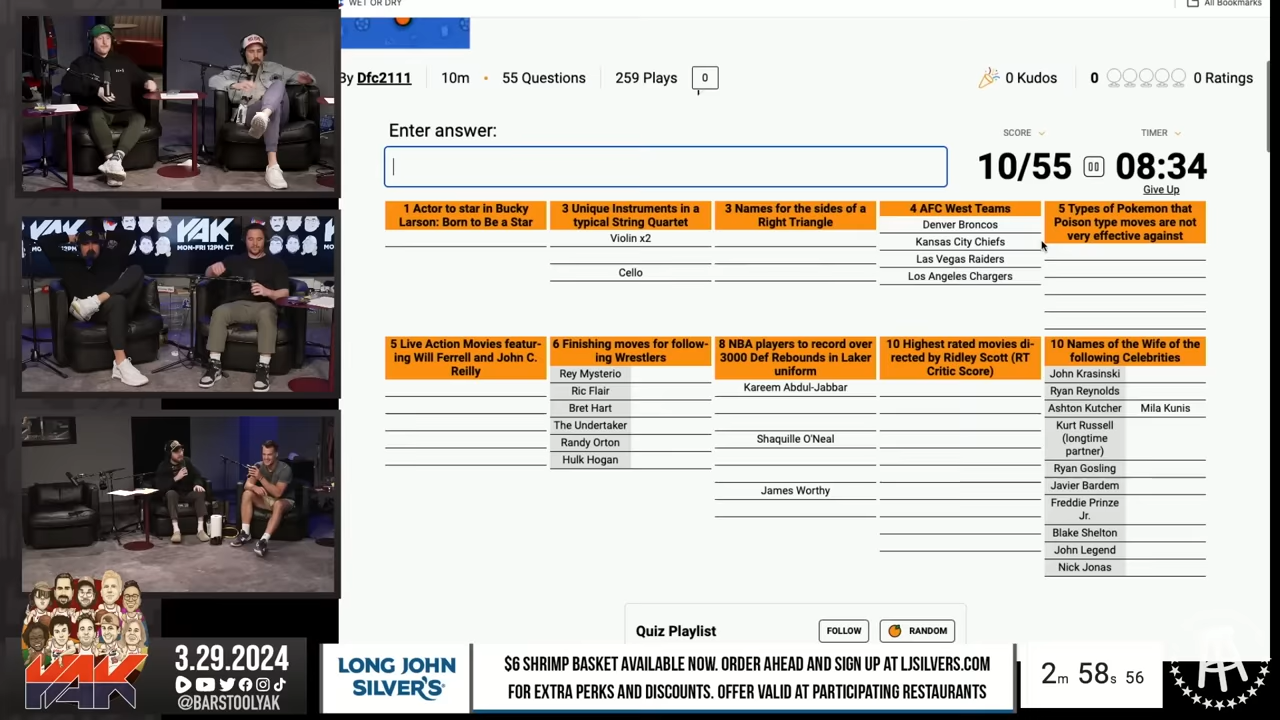 WET OR DRY
All Bookmarks
By Dfc2111
10m
55 Questions
259 Plays
0
0 Kudos
0
0 Ratings
Enter answer:
SCORE
TIMER
10/55
08:34
Give Up
1 Actor to star in Bucky
Larson: Born to Be a Star
3 Unique Instruments in a
typical String Quartet
Violin x2
Cello
3 Names for the sides of a
Right Triangle
4 AFC West Teams
Denver Broncos
Kansas City Chiefs
Las Vegas Raiders
Los Angeles Chargers
5 Types of Pokemon that
Poison type moves are not
very effective against
5 Live Action Movies featur-
ing Will Ferrell and John C.
Reilly
6 Finishing moves for follow-
ing Wrestlers
Rey Mysterio
Ric Flair
Bret Hart
The Undertaker
Randy Orton
Hulk Hogan
8 NBA players to record over
3000 Def Rebounds in Laker
uniform
Kareem Abdul-Jabbar
Shaquille O'Neal
James Worthy
10 Highest rated movies di-
rected by Ridley Scott (RT
Critic Score)
10 Names of the Wife of the
following Celebrities
John Krasinski
Ryan Reynolds
Ashton Kutcher Mila Kunis
Kurt Russell
(longtime
partner)
Ryan Gosling
Javier Bardem
Freddie Prinze
Jr.
Blake Shelton
John Legend
Nick Jonas
Quiz Playlist
FOLLOW
RANDOM
YAK
MON-FRI 12PM CT
YAK
YAK
3.29.2024
@BARSTOOLYAK
LONG JOHN
SILVER'S
$6 SHRIMP BASKET AVAILABLE NOW. ORDER AHEAD AND SIGN UP AT LJSILVERS.COM
FOR EXTRA PERKS AND DISCOUNTS. OFFER VALID AT PARTICIPATING RESTAURANTS
2m 58s 56